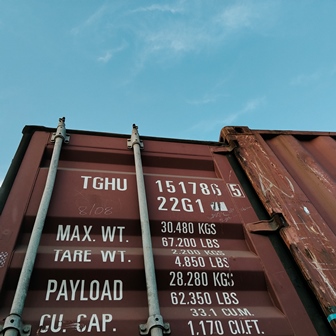 TGHU 151786 5
22G1
MAX. WT. 30.480 KGS
67.200 LBS
TARE WT. 2.200 KGS
4.850 LBS
PAYLOAD 28.280 KGS
62.350 LBS
CU. CAP. 33.1 CU.M.
1.170 CU.FT.